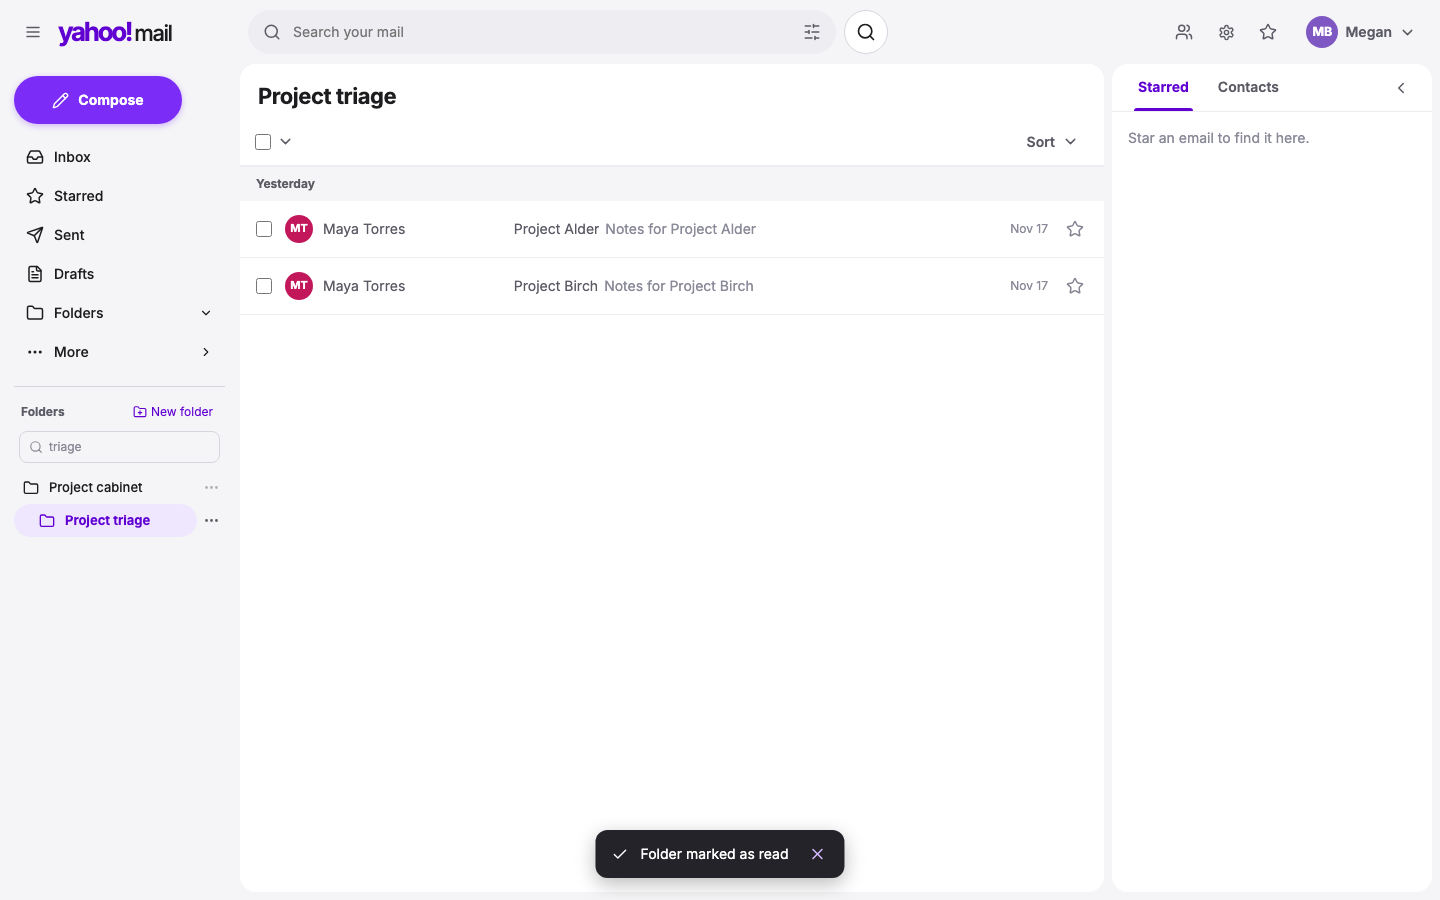 yahoo!mail
Search your mail
MB Megan
Compose
Inbox
Starred
Sent
Drafts
Folders
More
Folders
New folder
triage
Project cabinet
Project triage
Project triage
Sort
Yesterday
MT Maya Torres Project Alder Notes for Project Alder Nov 17
MT Maya Torres Project Birch Notes for Project Birch Nov 17
Folder marked as read
Starred Contacts
Star an email to find it here.